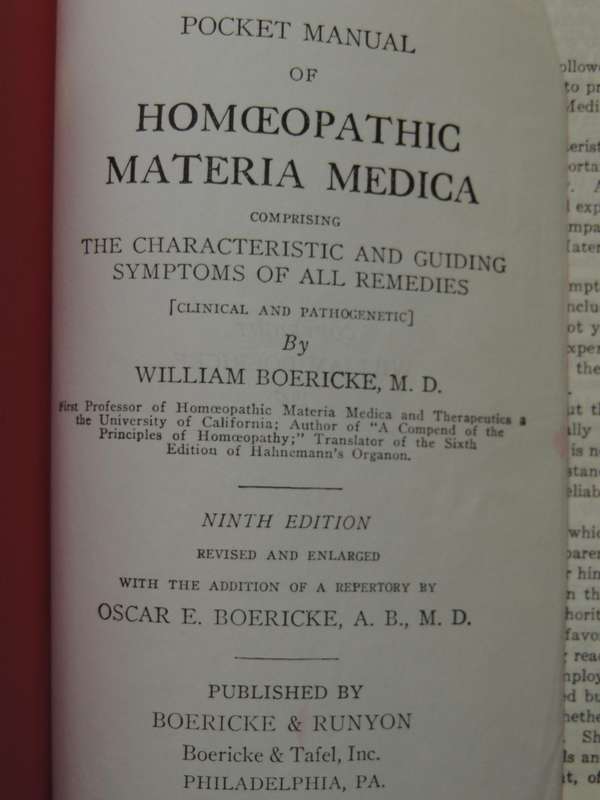 POCKET MANUAL
OF
HOMŒOPATHIC
MATERIA MEDICA
COMPRISING
THE CHARACTERISTIC AND GUIDING
SYMPTOMS OF ALL REMEDIES
[CLINICAL AND PATHOGENETIC]
By
WILLIAM BOERICKE, M. D.
First Professor of Homœopathic Materia Medica and Therapeutics a
the University of California; Author of "A Compend of the
Principles of Homœopathy;" Translator of the Sixth
Edition of Hahnemann's Organon.
NINTH EDITION
REVISED AND ENLARGED
WITH THE ADDITION OF A REPERTORY BY
OSCAR E. BOERICKE, A. B., M. D.
PUBLISHED BY
BOERICKE & RUNYON
Boericke & Tafel, Inc.
PHILADELPHIA, PA.